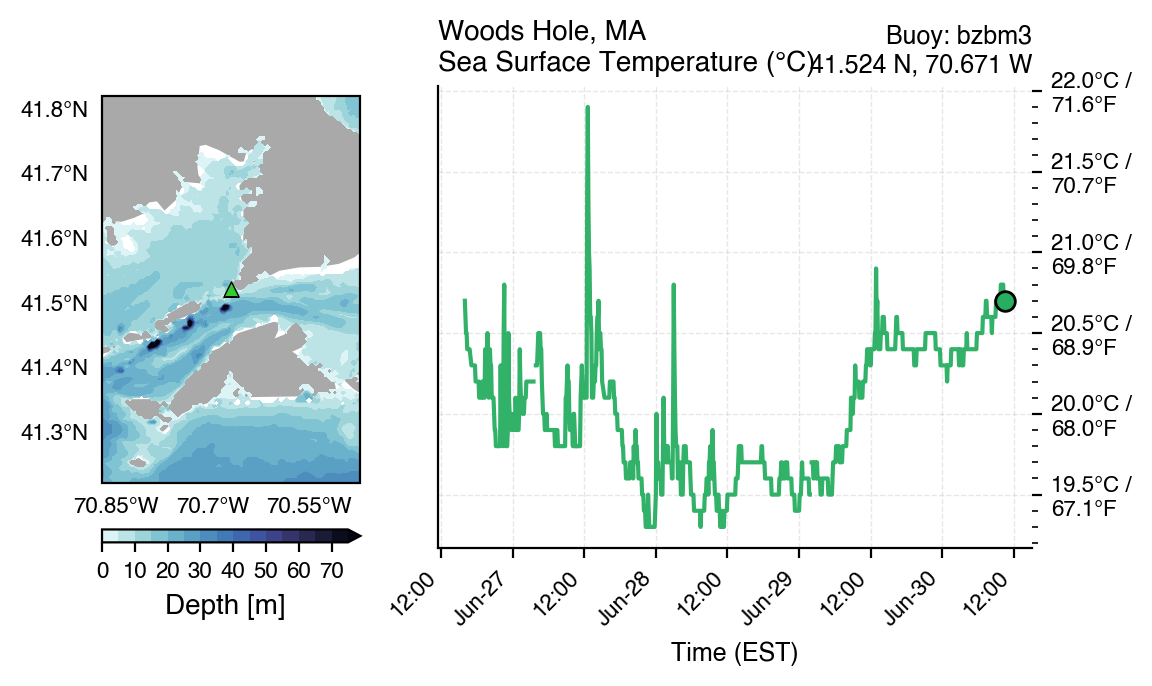 Woods Hole, MA
Sea Surface Temperature (°C)
Buoy: bzbm3
41.524 N, 70.671 W
41.8°N
41.7°N
41.6°N
41.5°N
41.4°N
41.3°N
70.85°W 70.7°W 70.55°W
0 10 20 30 40 50 60 70
Depth [m]
22.0°C /
71.6°F
21.5°C /
70.7°F
21.0°C /
69.8°F
20.5°C /
68.9°F
20.0°C /
68.0°F
19.5°C /
67.1°F
12:00 Jun-27 12:00 Jun-28 12:00 Jun-29 12:00 Jun-30 12:00
Time (EST)